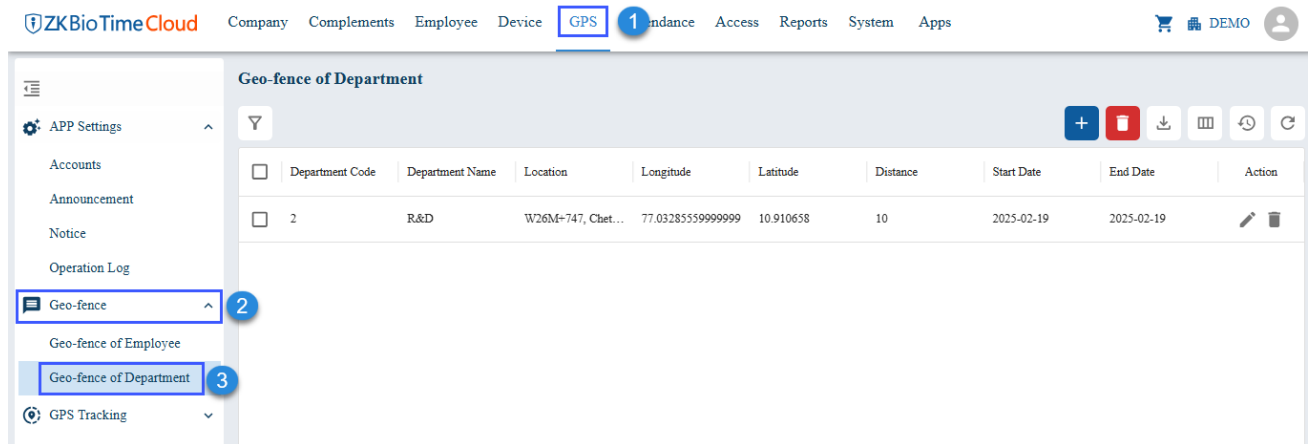 ZKBioTime Cloud Company Complements Employee Device GPS 1 endance Access Reports System Apps DEMO
Geo-fence of Department
APP Settings
Accounts
Announcement
Notice
Operation Log
Geo-fence 2
Geo-fence of Employee
Geo-fence of Department 3
GPS Tracking
Department Code Department Name Location Longitude Latitude Distance Start Date End Date Action
2 R&D W26M+747, Chet... 77.03285559999999 10.910658 10 2025-02-19 2025-02-19